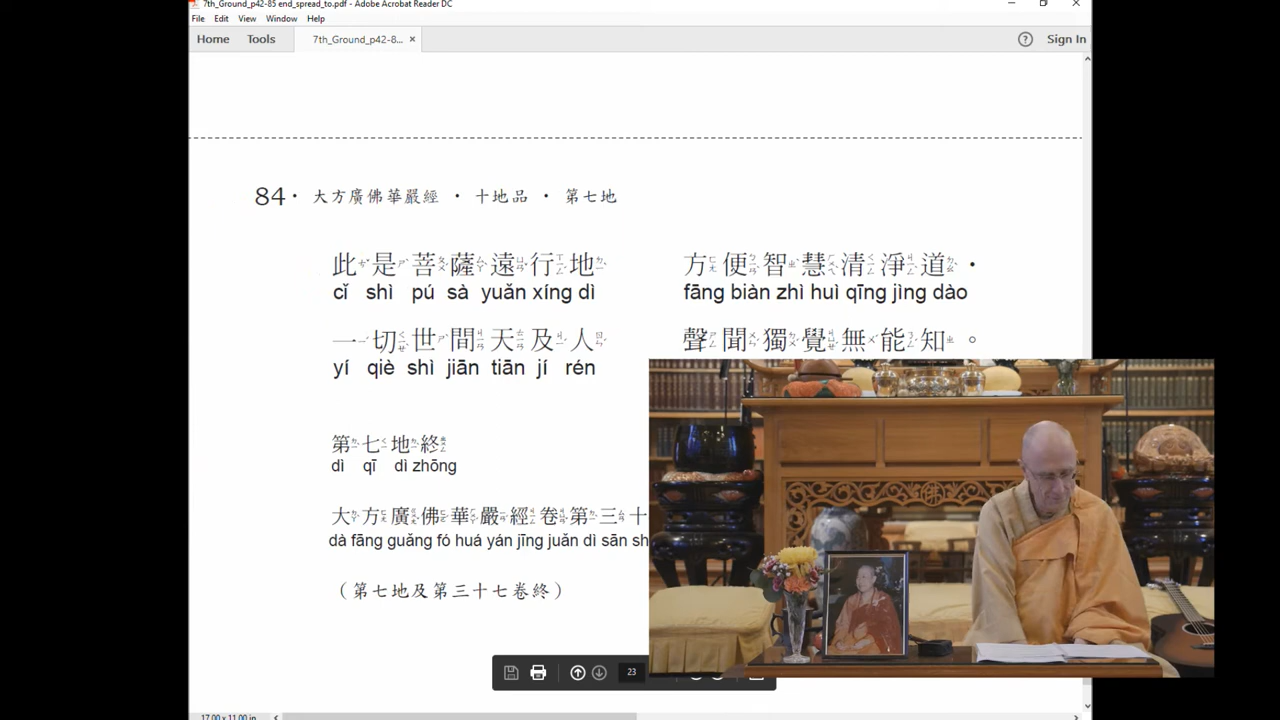 7th_Ground_p42-85 end_spread_to.pdf - Adobe Acrobat Reader DC
File Edit View Window Help
Home Tools 7th_Ground_p42-8... × Sign In
84· 大方廣佛華嚴經 · 十地品 · 第七地
此是菩薩遠行地 方便智慧清淨道·
cǐ shì pú sà yuǎn xíng dì fāng biàn zhì huì qīng jìng dào
一切世間天及人 聲聞獨覺無能知。
yí qiè shì jiān tiān jí rén
第七地終
dì qī dì zhōng
大方廣佛華嚴經卷第三十
dà fāng guǎng fó huá yán jīng juǎn dì sān sh
（第七地及第三十七卷終）
23
17.00 x 11.00 in